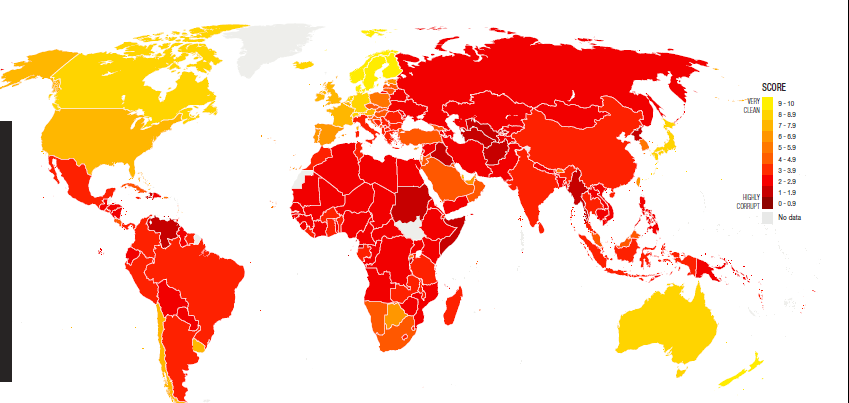 SCORE
VERY
CLEAN
9 - 10
8 - 8.9
7 - 7.9
6 - 6.9
5 - 5.9
4 - 4.9
3 - 3.9
2 - 2.9
HIGHLY
CORRUPT
1 - 1.9
0 - 0.9
No data